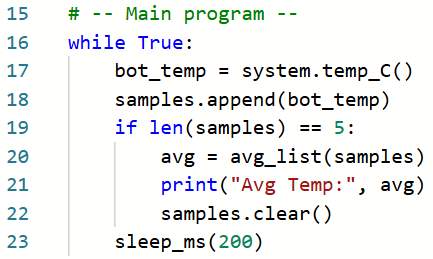 15 # -- Main program --
16 while True:
17     bot_temp = system.temp_C()
18     samples.append(bot_temp)
19     if len(samples) == 5:
20         avg = avg_list(samples)
21         print("Avg Temp:", avg)
22         samples.clear()
23     sleep_ms(200)